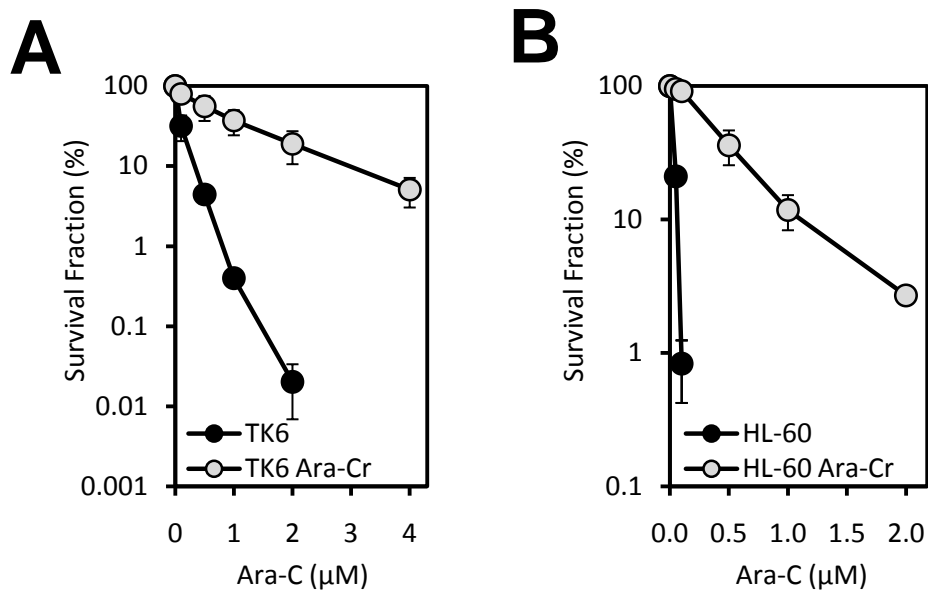 A
100
10
1
0.1
0.01
0.001
Survival Fraction (%)
TK6
TK6 Ara-Cr
0 1 2 3 4
Ara-C (µM)
B
100
10
1
0.1
Survival Fraction (%)
HL-60
HL-60 Ara-Cr
0.0 0.5 1.0 1.5 2.0
Ara-C (µM)